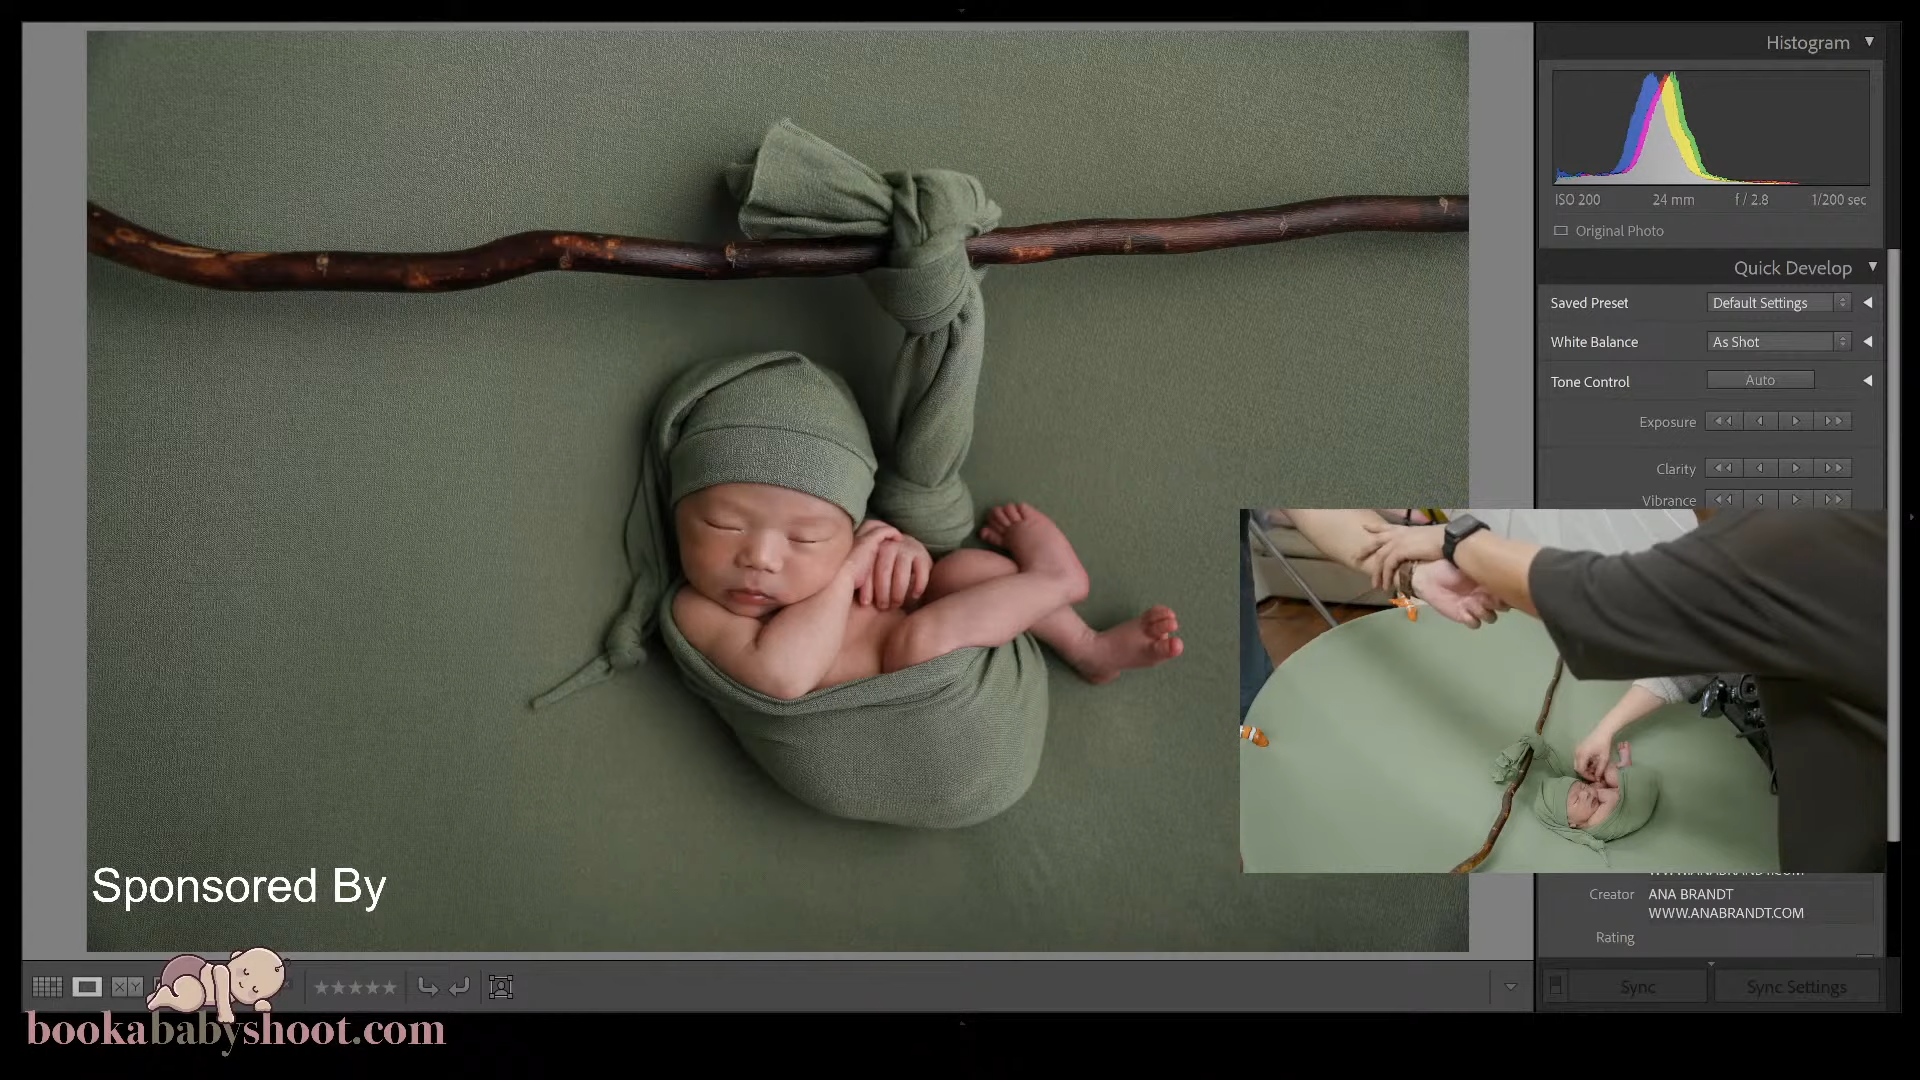 Histogram
ISO 200 24 mm f / 2.8 1/200 sec
Original Photo
Quick Develop
Saved Preset Default Settings
White Balance As Shot
Tone Control Auto
Exposure
Clarity
Vibrance
Creator ANA BRANDT
WWW.ANABRANDT.COM
Rating
Sponsored By
XY
Sync Sync Settings
bookababyshoot.com